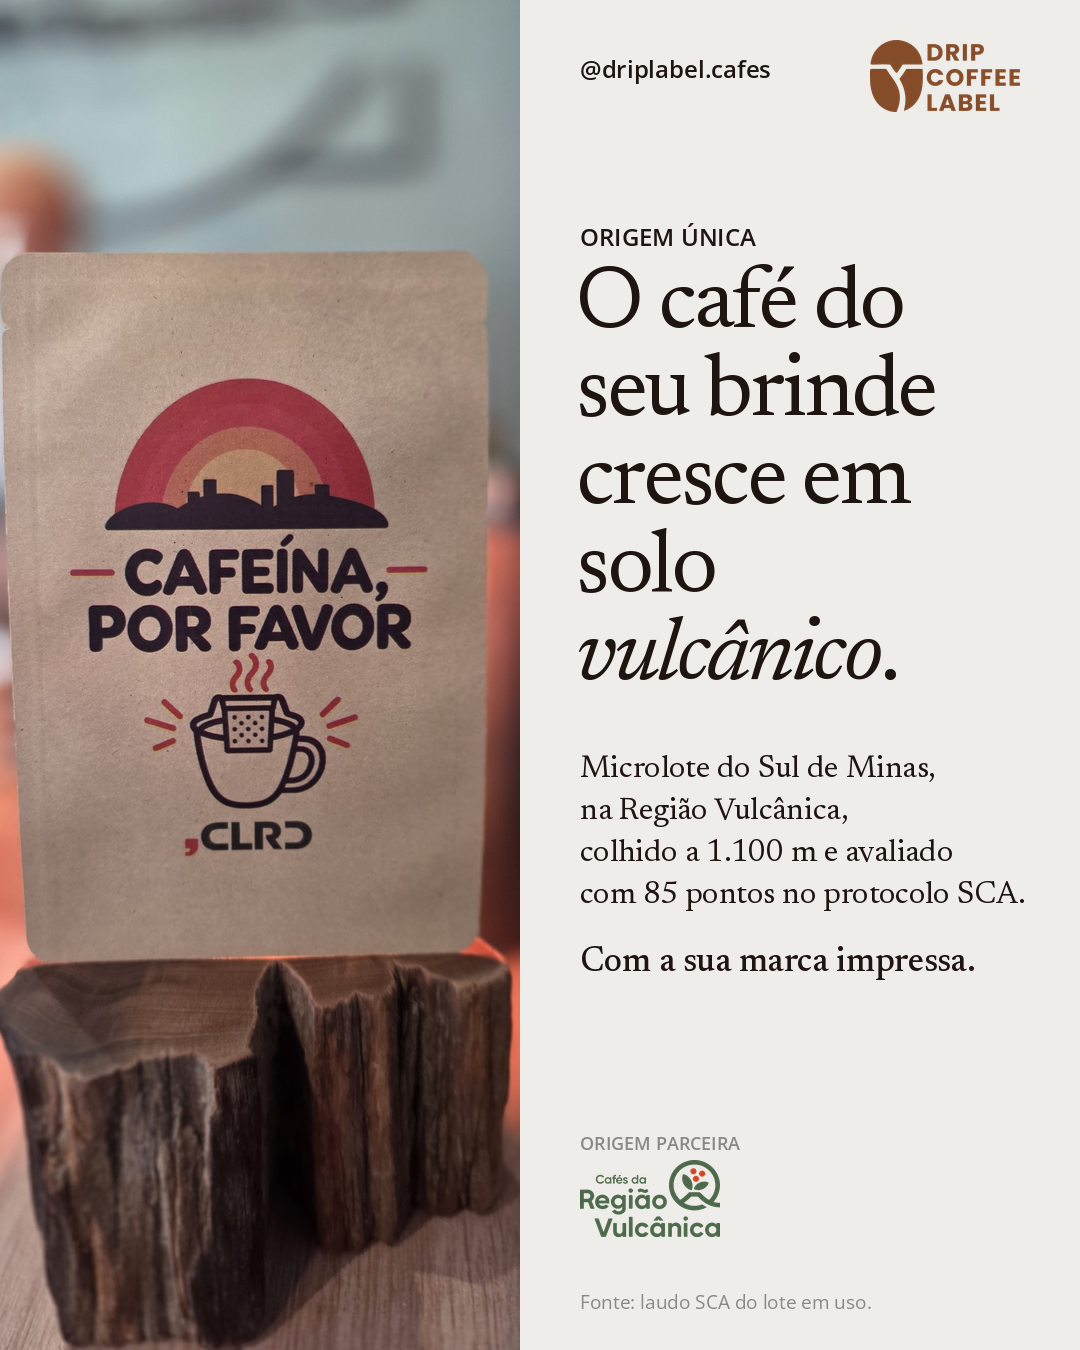 CAFEÍNA,
POR FAVOR
,CLRD
@driplabel.cafes
DRIP
COFFEE
LABEL
ORIGEM ÚNICA
O café do
seu brinde
cresce em
solo
vulcânico.
Microlote do Sul de Minas,
na Região Vulcânica,
colhido a 1.100 m e avaliado
com 85 pontos no protocolo SCA.
Com a sua marca impressa.
ORIGEM PARCEIRA
Cafés da
Região
Vulcânica
Fonte: laudo SCA do lote em uso.